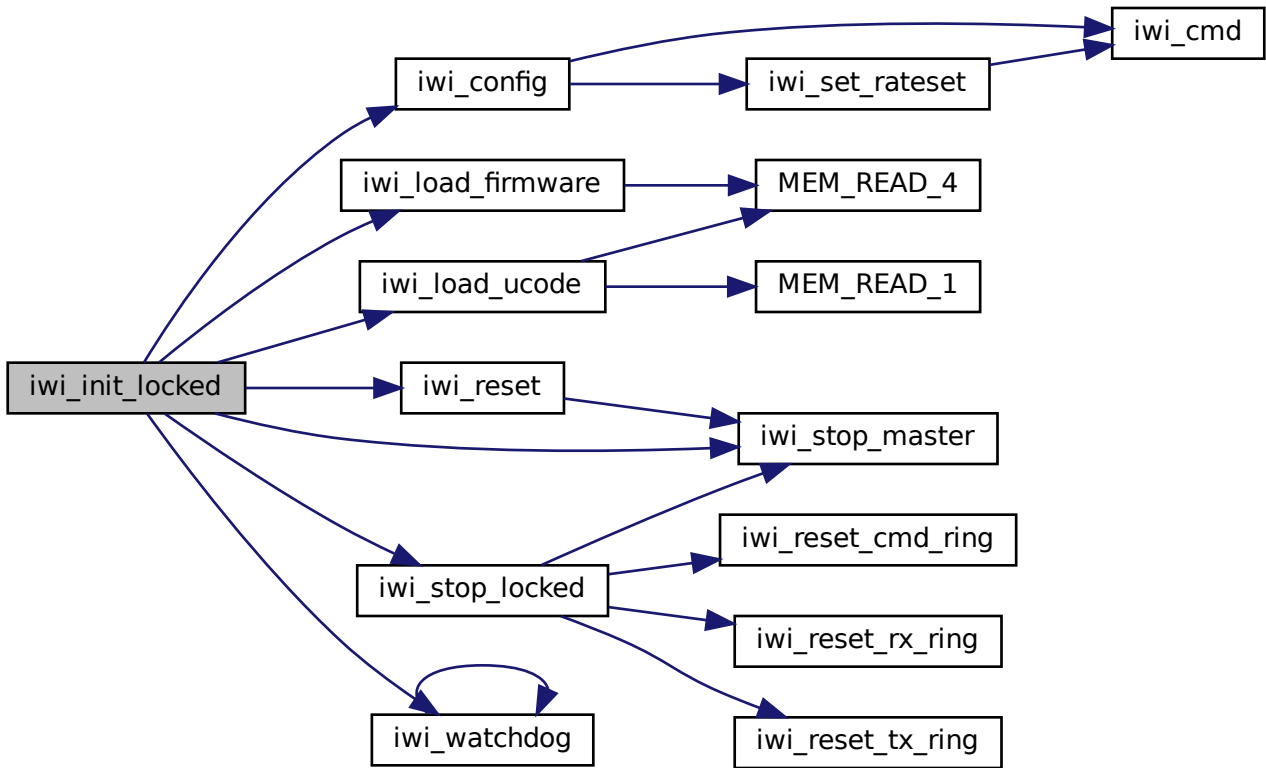 iwi_cmd
iwi_config
iwi_set_rateset
iwi_load_firmware
MEM_READ_4
iwi_load_ucode
MEM_READ_1
iwi_init_locked
iwi_reset
iwi_stop_master
iwi_reset_cmd_ring
iwi_stop_locked
iwi_reset_rx_ring
iwi_watchdog
iwi_reset_tx_ring